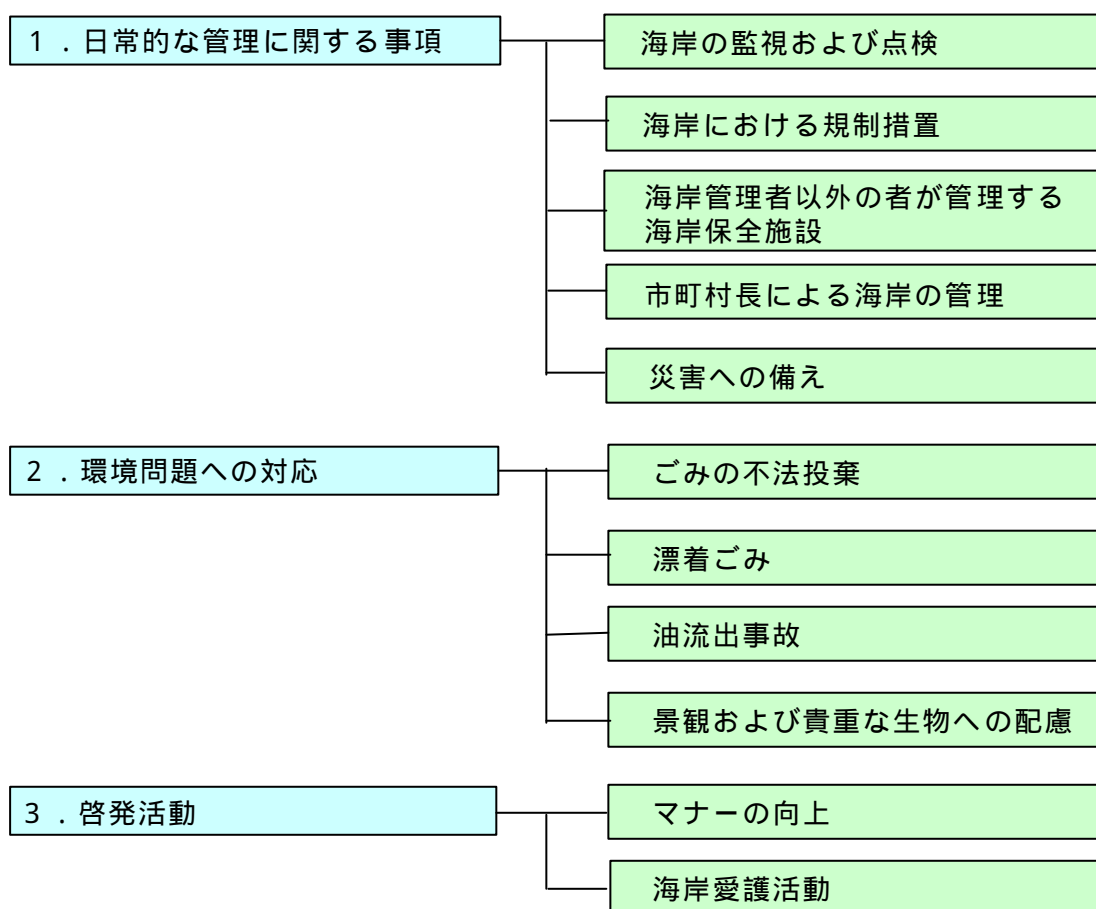 1．日常的な管理に関する事項
海岸の監視および点検
海岸における規制措置
海岸管理者以外の者が管理する
海岸保全施設
市町村長による海岸の管理
災害への備え
2．環境問題への対応
ごみの不法投棄
漂着ごみ
油流出事故
景観および貴重な生物への配慮
3．啓発活動
マナーの向上
海岸愛護活動